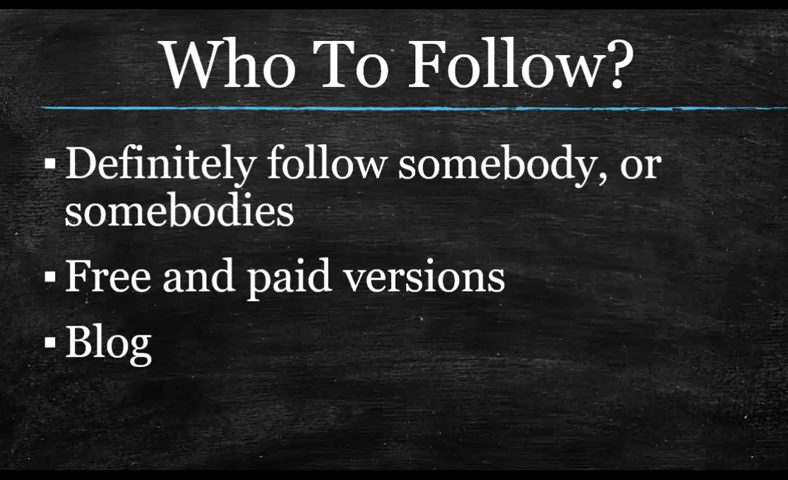 Who To Follow?
▪ Definitely follow somebody, or
somebodies
▪ Free and paid versions
▪ Blog